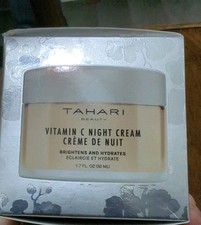 TAHARI
BEAUTY
VITAMIN C NIGHT CREAM
CRÈME DE NUIT
BRIGHTENS AND HYDRATES
ECLAIRCIE ET HYDRATE
1.7 FL. OZ (50 ML)